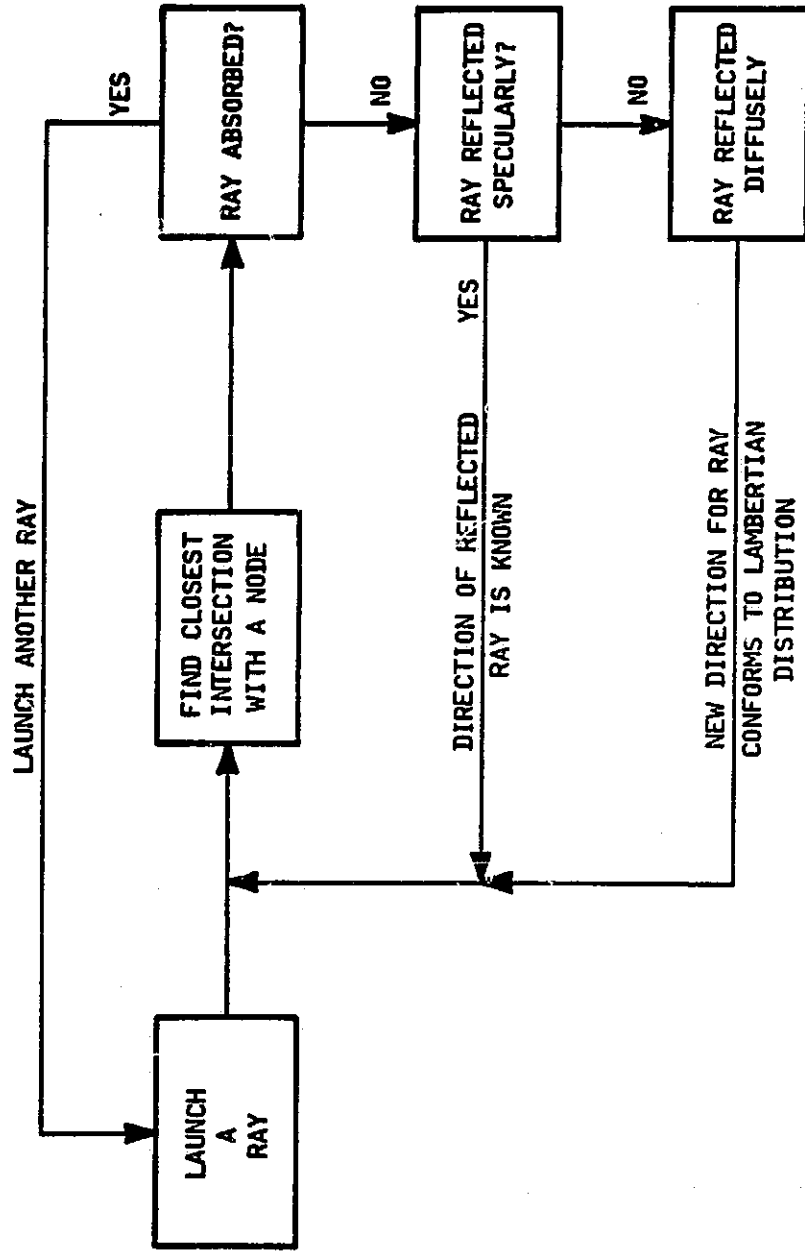 LAUNCH ANOTHER RAY
YES
LAUNCH
A
RAY
FIND CLOSEST
INTERSECTION
WITH A NODE
RAY ABSORBED?
NO
DIRECTION OF REFLECTED
RAY IS KNOWN
YES
RAY REFLECTED
SPECULARLY?
NO
NEW DIRECTION FOR RAY
CONFORMS TO LAMBERTIAN
DISTRIBUTION
RAY REFLECTED
DIFFUSELY